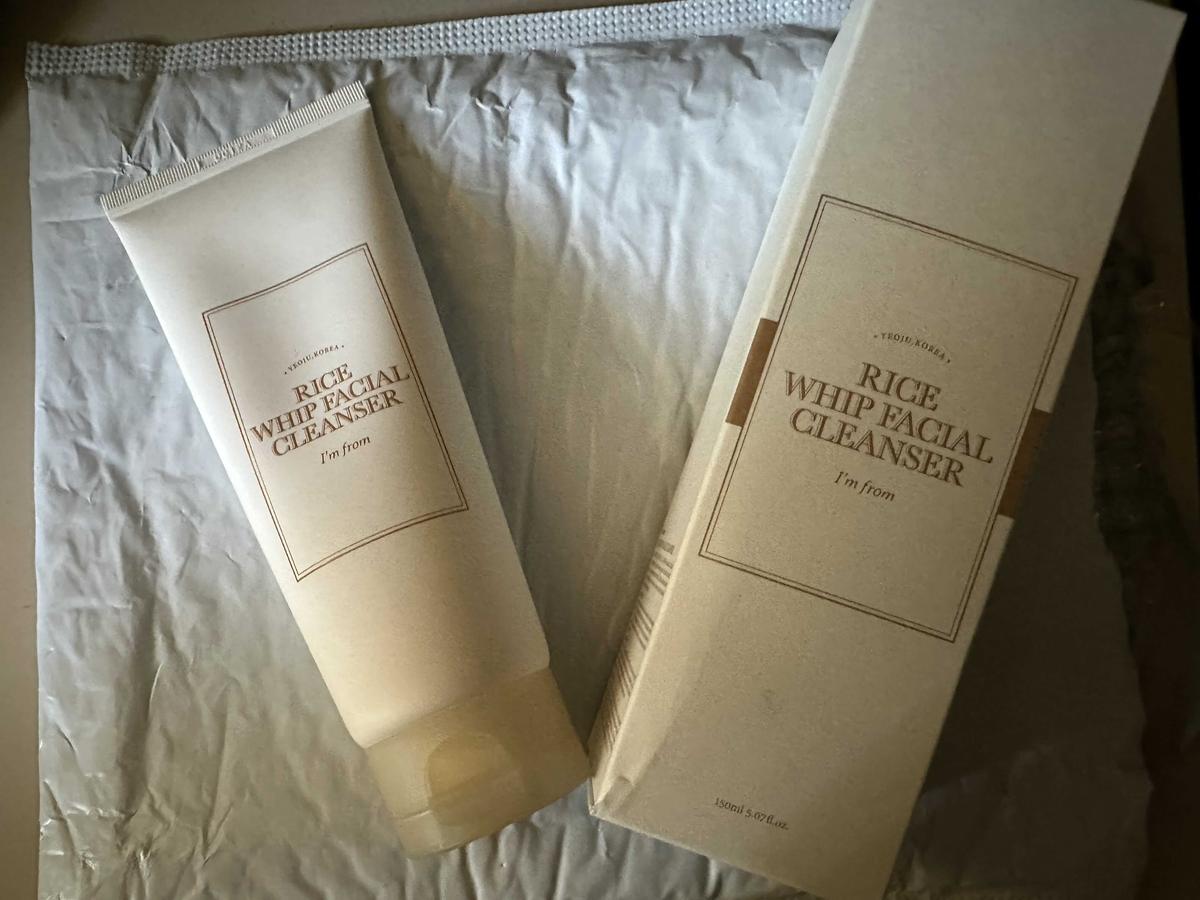 • YEOJU, KOREA •
RICE
WHIP FACIAL
CLEANSER
I'm from
• YEOJU, KOREA •
RICE
WHIP FACIAL
CLEANSER
I'm from
150ml 5.07fl.oz.